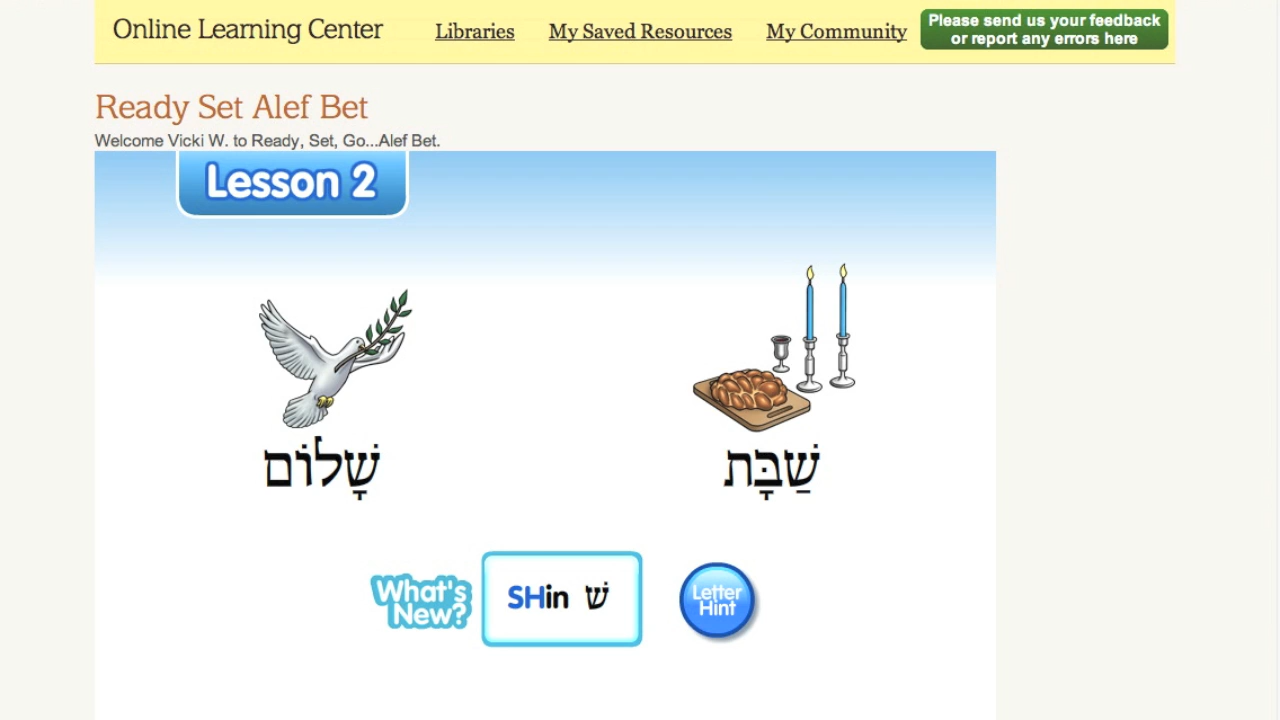 Online Learning Center Libraries My Saved Resources My Community
Please send us your feedback
or report any errors here
Ready Set Alef Bet
Welcome Vicki W. to Ready, Set, Go...Alef Bet.
Lesson 2
שָׁלוֹם
שַׁבָּת
What's
New?
SHin שׁ
Letter
Hint